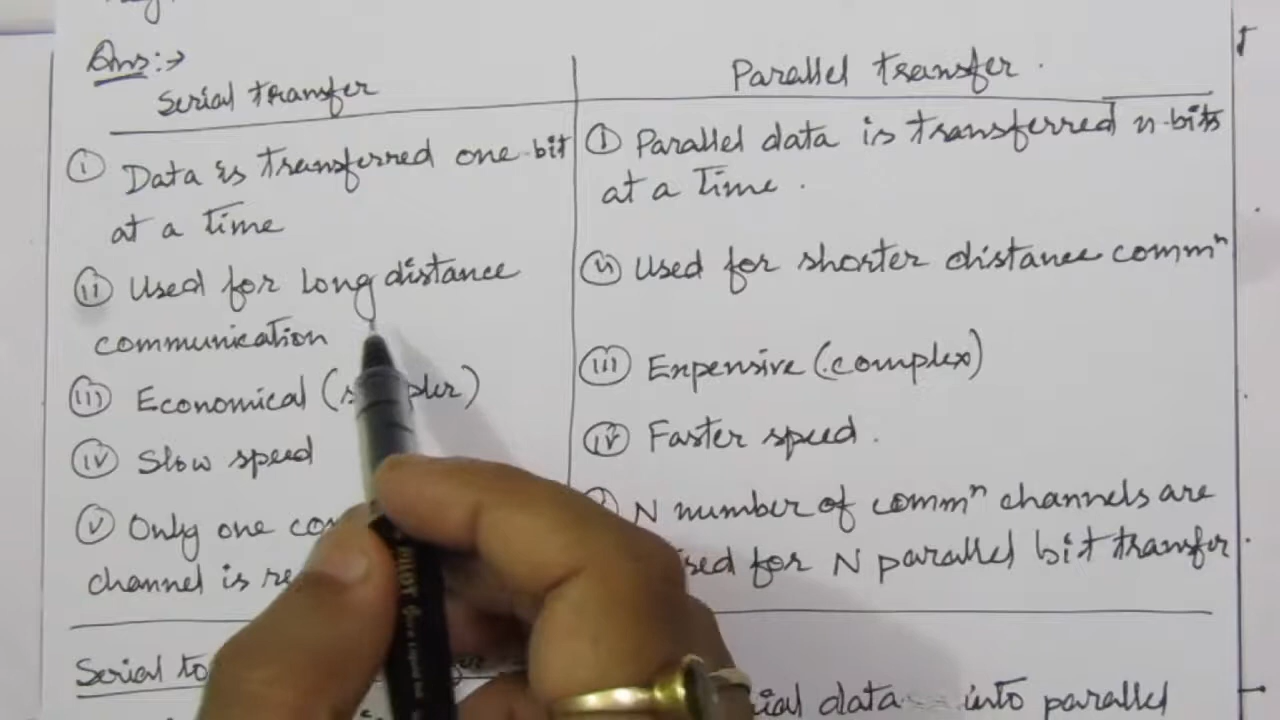 Ans:→
Serial transfer
Parallel transfer.
(i) Data is transferred one-bit
at a time
(ii) Used for Long distance
communication
(iii) Economical (
(iv) Slow speed
(v) Only one
channel is
(i) Parallel data is transferred n-bits
at a time.
(ii) Used for shorter distance commⁿ
(iii) Expensive (complex)
(iv) Faster speed.
N number of commⁿ channels are
for N parallel bit transfer
Serial to
data into parallel
PILOT